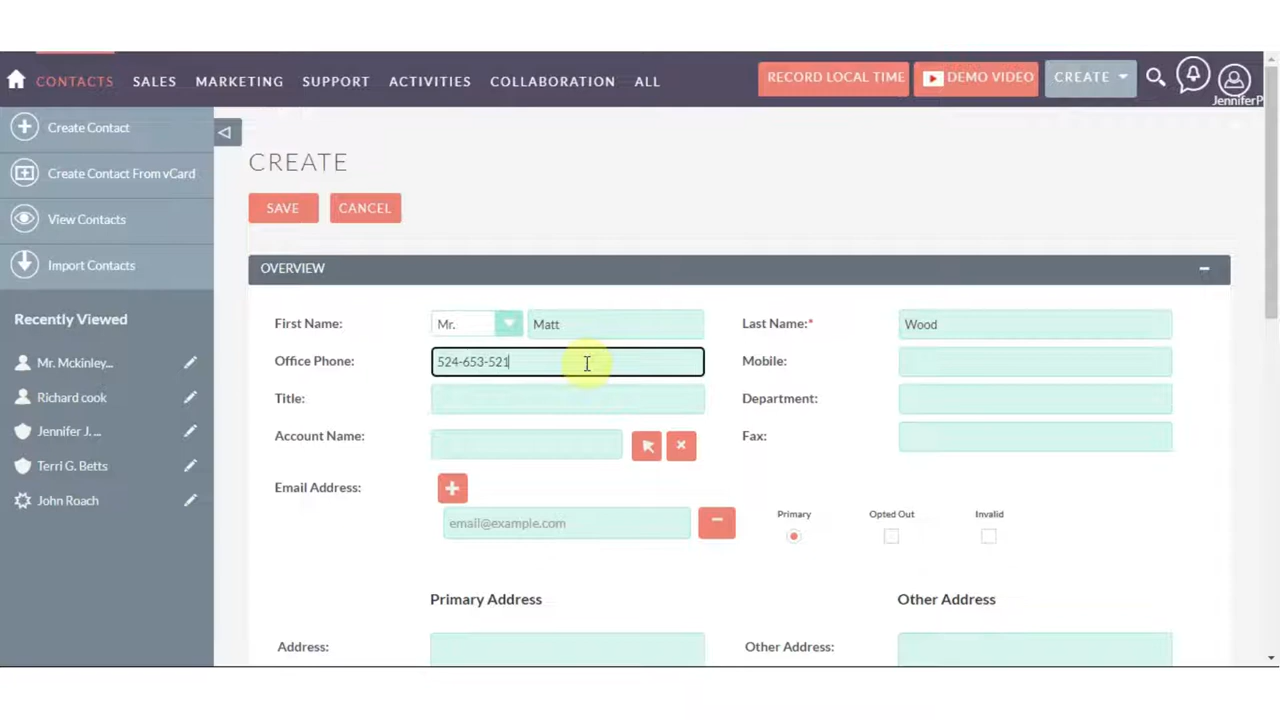 CONTACTS SALES MARKETING SUPPORT ACTIVITIES COLLABORATION ALL RECORD LOCAL TIME DEMO VIDEO CREATE
JenniferP
Create Contact
Create Contact From vCard
View Contacts
Import Contacts
Recently Viewed
Mr. Mckinley...
Richard cook
Jennifer J. ...
Terri G. Betts
John Roach
CREATE
SAVE CANCEL
OVERVIEW
First Name: Mr. Matt Last Name:* Wood
Office Phone: 524-653-521 Mobile:
Title: Department:
Account Name: Fax:
Email Address:
email@example.com Primary Opted Out Invalid
Primary Address Other Address
Address: Other Address: